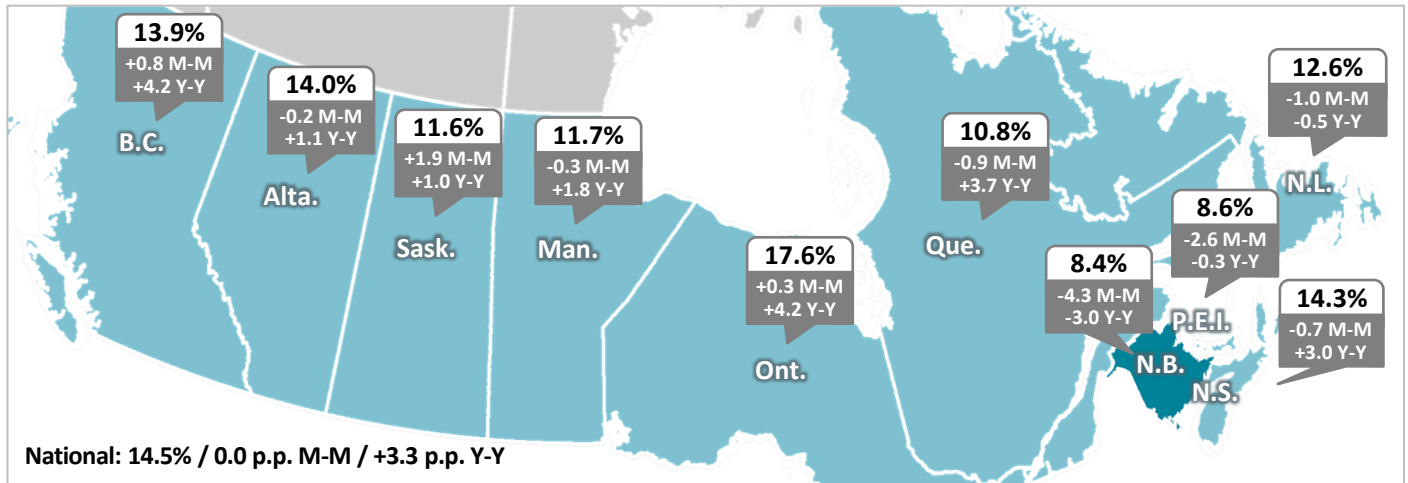 13.9%
+0.8 M-M
+4.2 Y-Y
B.C.
14.0%
-0.2 M-M
+1.1 Y-Y
Alta.
11.6%
+1.9 M-M
+1.0 Y-Y
Sask.
11.7%
-0.3 M-M
+1.8 Y-Y
Man.
17.6%
+0.3 M-M
+4.2 Y-Y
Ont.
10.8%
-0.9 M-M
+3.7 Y-Y
Que.
12.6%
-1.0 M-M
-0.5 Y-Y
N.L.
8.6%
-2.6 M-M
-0.3 Y-Y
P.E.I.
8.4%
-4.3 M-M
-3.0 Y-Y
N.B.
14.3%
-0.7 M-M
+3.0 Y-Y
N.S.
National: 14.5% / 0.0 p.p. M-M / +3.3 p.p. Y-Y